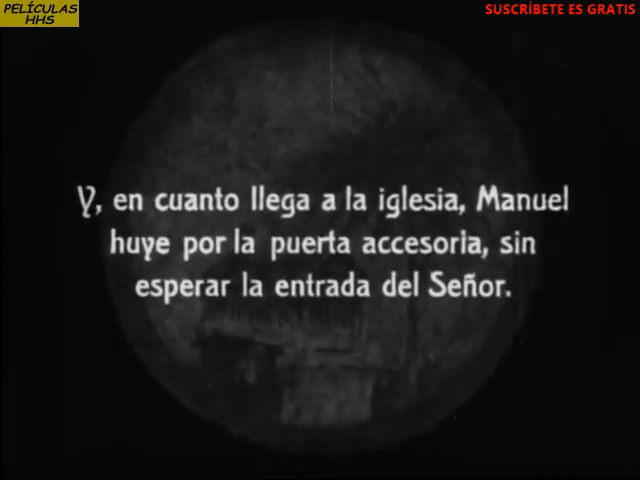 PELÍCULAS
HHS
SUSCRÍBETE ES GRATIS
Y, en cuanto llega a la iglesia, Manuel
huye por la puerta accesoria, sin
esperar la entrada del Señor.